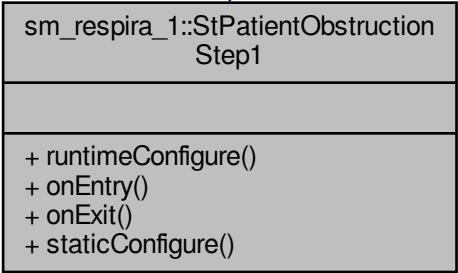 sm_respira_1::StPatientObstruction
Step1
+ runtimeConfigure()
+ onEntry()
+ onExit()
+ staticConfigure()